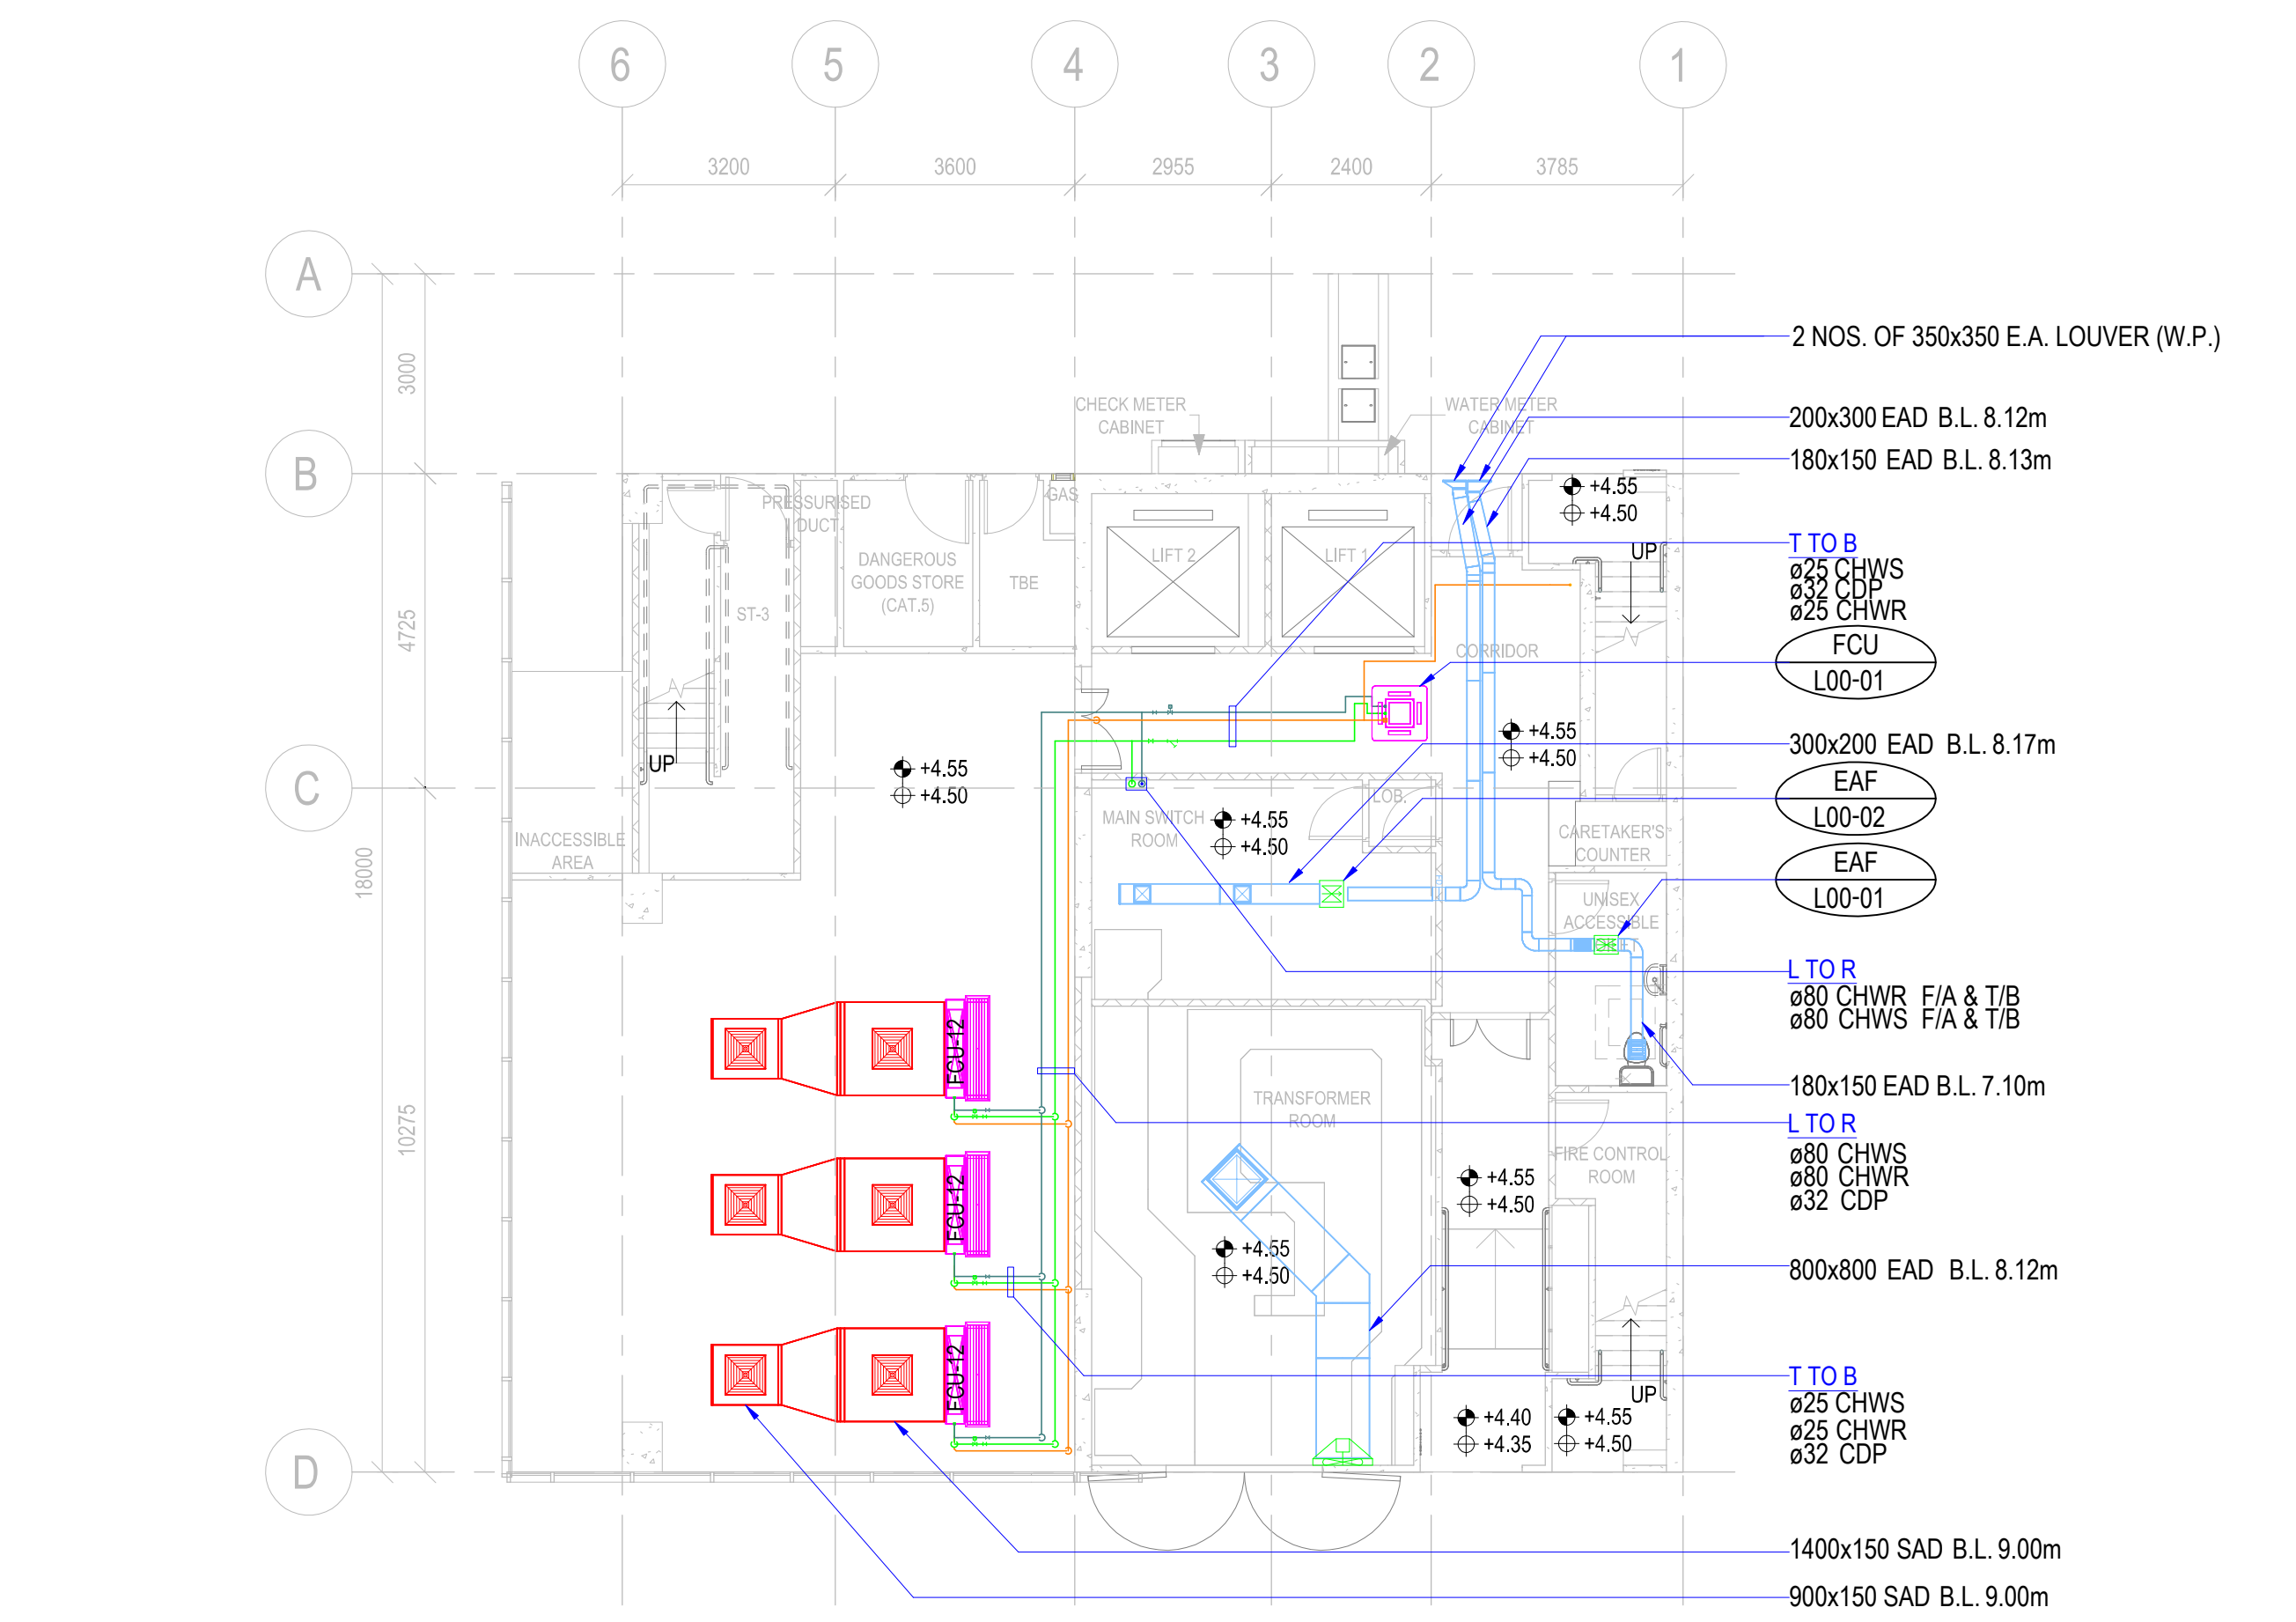 6
5
4
3
2
1
3200
3600
2955
2400
3785
A
B
C
D
3000
4725
18000
10275
CHECK METER
CABINET
WATER METER
CABINET
PRESSURISED
DUCT
GAS
DANGEROUS
GOODS STORE
(CAT.5)
TBE
ST-3
LIFT 2
LIFT 1
+4.55
+4.50
UP
CORRIDOR
UP
+4.55
+4.50
+4.55
+4.50
INACCESSIBLE
AREA
MAIN SWITCH
ROOM
+4.55
+4.50
LOB.
CARETAKER'S
COUNTER
UNISEX
ACCESSIBLE
FCU-12
FCU-12
FCU-12
TRANSFORMER
ROOM
+4.55
+4.50
FIRE CONTROL
ROOM
+4.55
+4.50
UP
+4.40
+4.35
+4.55
+4.50
2 NOS. OF 350x350 E.A. LOUVER (W.P.)
200x300 EAD B.L. 8.12m
180x150 EAD B.L. 8.13m
T TO B
ø25 CHWS
ø32 CDP
ø25 CHWR
FCU
L00-01
300x200 EAD B.L. 8.17m
EAF
L00-02
EAF
L00-01
L TO R
ø80 CHWR F/A & T/B
ø80 CHWS F/A & T/B
180x150 EAD B.L. 7.10m
L TO R
ø80 CHWS
ø80 CHWR
ø32 CDP
800x800 EAD B.L. 8.12m
T TO B
ø25 CHWS
ø25 CHWR
ø32 CDP
1400x150 SAD B.L. 9.00m
900x150 SAD B.L. 9.00m